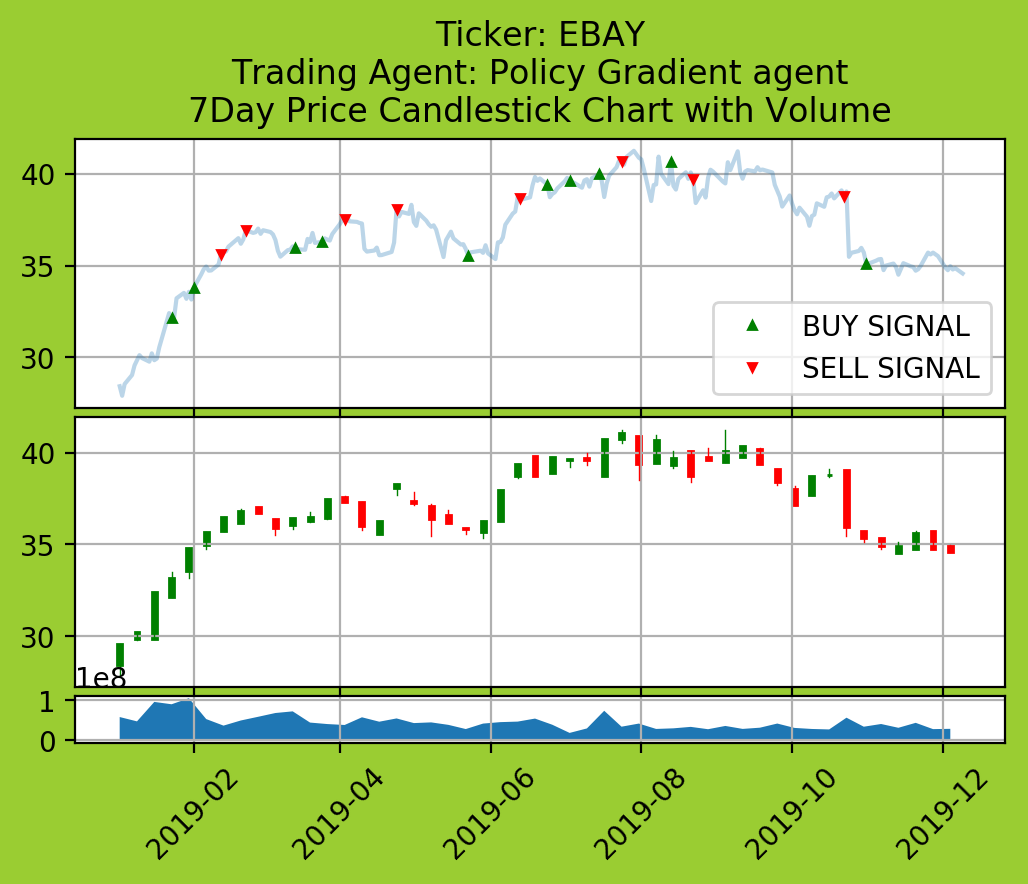 Ticker: EBAY
Trading Agent: Policy Gradient agent
7Day Price Candlestick Chart with Volume
40
35
30
BUY SIGNAL
SELL SIGNAL
40
35
30
1e8
1
0
2019-02
2019-04
2019-06
2019-08
2019-10
2019-12